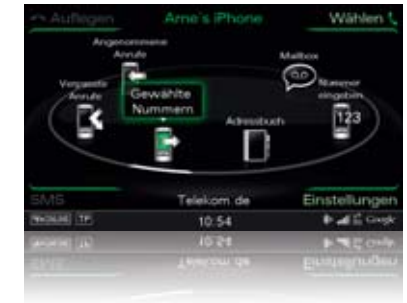 Auflegen Arne's iPhone Wählen
Angenommene
Anrufe
Mailbox
Verpasste
Anrufe
Nummer
eingeben
Gewählte
Nummern
123
Adressbuch
SMS Telekom.de Einstellungen
TP 10:54 Google